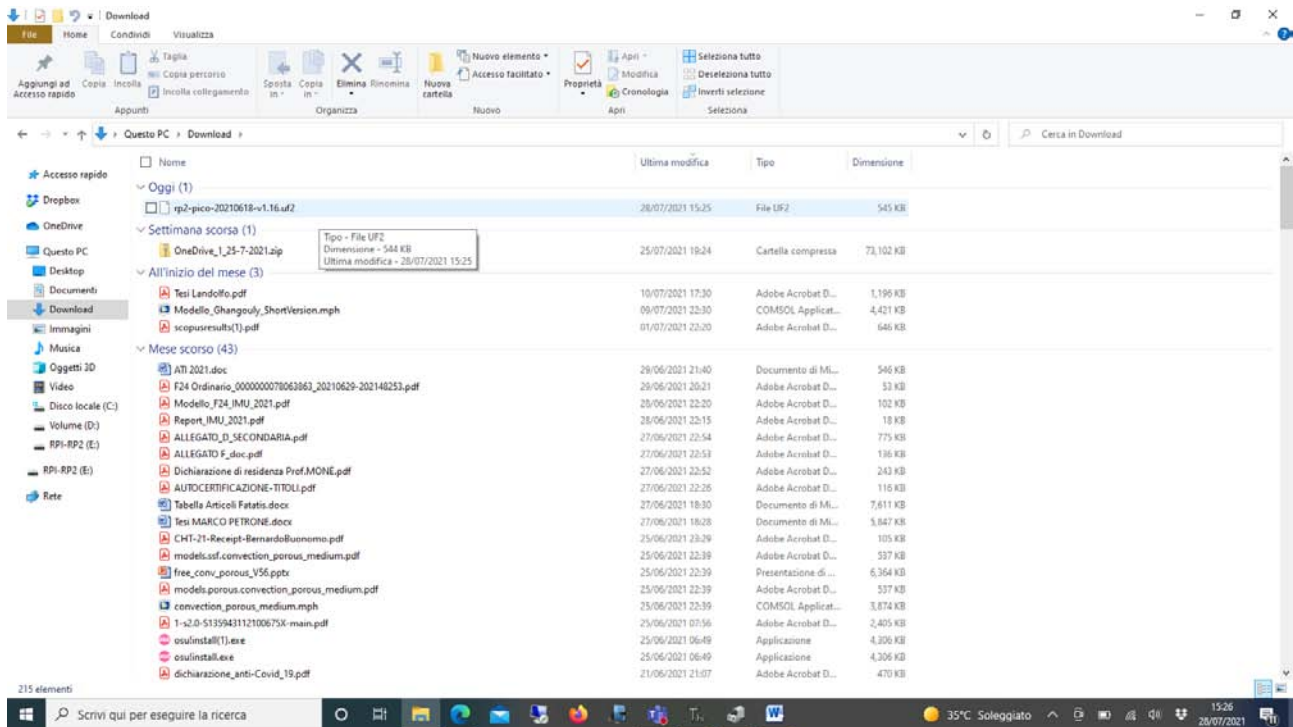 Download
File Home Condividi Visualizza
Aggiungi ad Accesso rapido
Copia
Incolla
Taglia
Copia percorso
Incolla collegamento
Appunti
Sposta in
Copia in
Elimina
Rinomina
Organizza
Nuova cartella
Nuovo elemento
Accesso facilitato
Nuovo
Proprietà
Apri
Modifica
Cronologia
Apri
Seleziona tutto
Deseleziona tutto
Inverti selezione
Seleziona
Questo PC > Download >
Cerca in Download
Accesso rapido
Dropbox
OneDrive
Questo PC
Desktop
Documenti
Download
Immagini
Musica
Oggetti 3D
Video
Disco locale (C:)
Volume (D:)
RPI-RP2 (E:)
RPI-RP2 (E:)
Rete
Nome Ultima modifica Tipo Dimensione
Oggi (1)
rp2-pico-20210618-v1.16.uf2 28/07/2021 15:25 File UF2 545 KB
Tipo - File UF2
Dimensione - 544 KB
Ultima modifica - 28/07/2021 15:25
Settimana scorsa (1)
OneDrive_1_25-7-2021.zip 25/07/2021 19:24 Cartella compressa 73,102 KB
All'inizio del mese (3)
Tesi Landolfo.pdf 10/07/2021 17:30 Adobe Acrobat D... 1,196 KB
Modello_Ghangouly_ShortVersion.mph 09/07/2021 22:30 COMSOL Applicat... 4,421 KB
scopusresults(1).pdf 01/07/2021 22:20 Adobe Acrobat D... 646 KB
Mese scorso (43)
ATI 2021.doc 29/06/2021 21:40 Documento di Mi... 546 KB
F24 Ordinario_0000000078063863_20210629-202148253.pdf 29/06/2021 20:21 Adobe Acrobat D... 53 KB
Modello_F24_IMU_2021.pdf 28/06/2021 22:20 Adobe Acrobat D... 102 KB
Report_IMU_2021.pdf 28/06/2021 22:15 Adobe Acrobat D... 18 KB
ALLEGATO_D_SECONDARIA.pdf 27/06/2021 22:54 Adobe Acrobat D... 775 KB
ALLEGATO F_doc.pdf 27/06/2021 22:53 Adobe Acrobat D... 136 KB
Dichiarazione di residenza Prof.MONE.pdf 27/06/2021 22:52 Adobe Acrobat D... 243 KB
AUTOCERTIFICAZIONE-TITOLI.pdf 27/06/2021 22:26 Adobe Acrobat D... 116 KB
Tabella Articoli Fatatis.docx 27/06/2021 18:30 Documento di Mi... 7,611 KB
Tesi MARCO PETRONE.docx 27/06/2021 18:28 Documento di Mi... 5,847 KB
CHT-21-Receipt-BernardoBuonomo.pdf 25/06/2021 23:29 Adobe Acrobat D... 105 KB
models.ssf.convection_porous_medium.pdf 25/06/2021 22:39 Adobe Acrobat D... 537 KB
free_conv_porous_V56.pptx 25/06/2021 22:39 Presentazione di ... 6,364 KB
models.porous.convection_porous_medium.pdf 25/06/2021 22:39 Adobe Acrobat D... 537 KB
convection_porous_medium.mph 25/06/2021 22:39 COMSOL Applicat... 3,874 KB
1-s2.0-S135943112100675X-main.pdf 25/06/2021 07:56 Adobe Acrobat D... 2,405 KB
osulinstall(1).exe 25/06/2021 06:49 Applicazione 4,306 KB
osulinstall.exe 25/06/2021 06:49 Applicazione 4,306 KB
dichiarazione_anti-Covid_19.pdf 21/06/2021 21:07 Adobe Acrobat D... 470 KB
215 elementi
Scrivi qui per eseguire la ricerca
35°C Soleggiato
15:26
28/07/2021